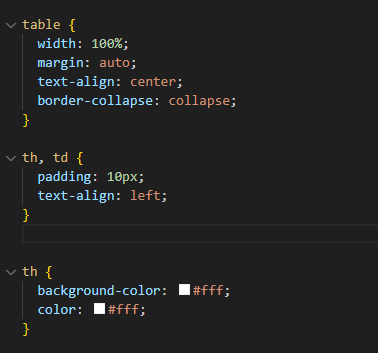 table {
width: 100%;
margin: auto;
text-align: center;
border-collapse: collapse;
}
th, td {
padding: 10px;
text-align: left;
}
th {
background-color: #fff;
color: #fff;
}